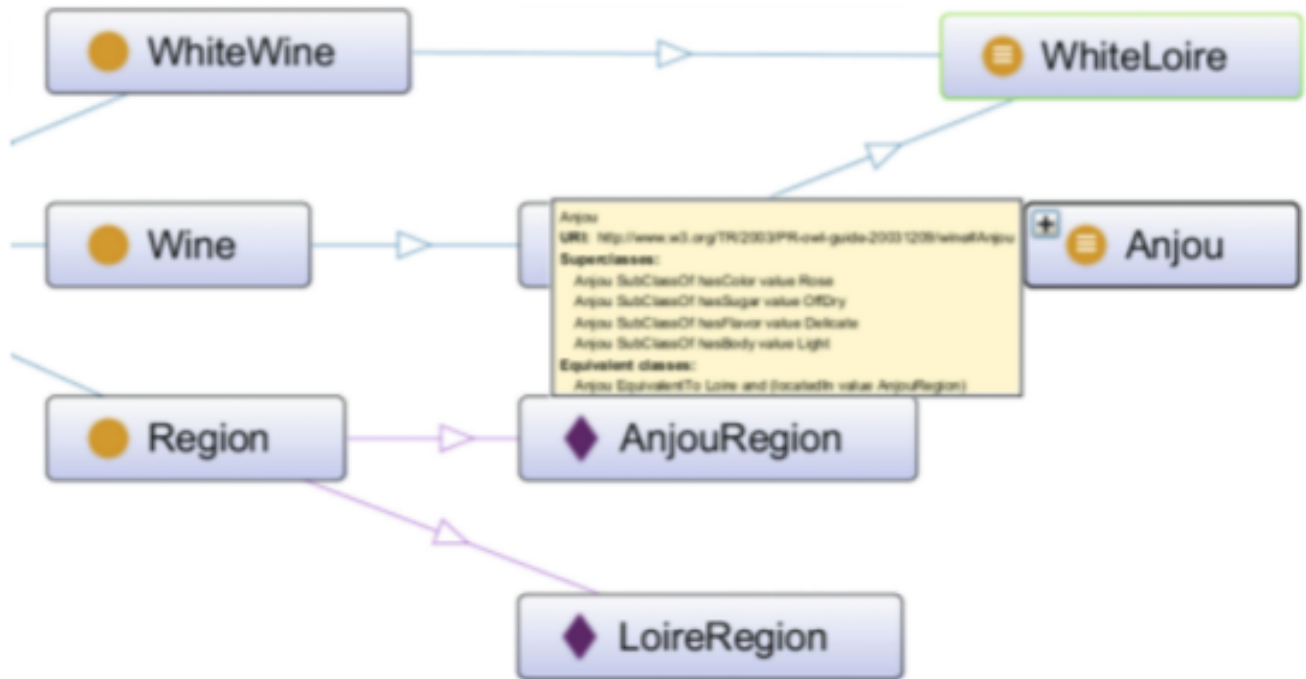 WhiteWine
WhiteLoire
Wine
Anjou
URI: http://www.w3.org/TR/2003/PR-owl-guide-20031209/wine#Anjou
Superclasses:
Anjou SubClassOf hasColor value Rose
Anjou SubClassOf hasSugar value OffDry
Anjou SubClassOf hasFlavor value Delicate
Anjou SubClassOf hasBody value Light
Equivalent classes:
Anjou EquivalentTo Loire and (locatedIn value AnjouRegion)
Anjou
Region
AnjouRegion
LoireRegion